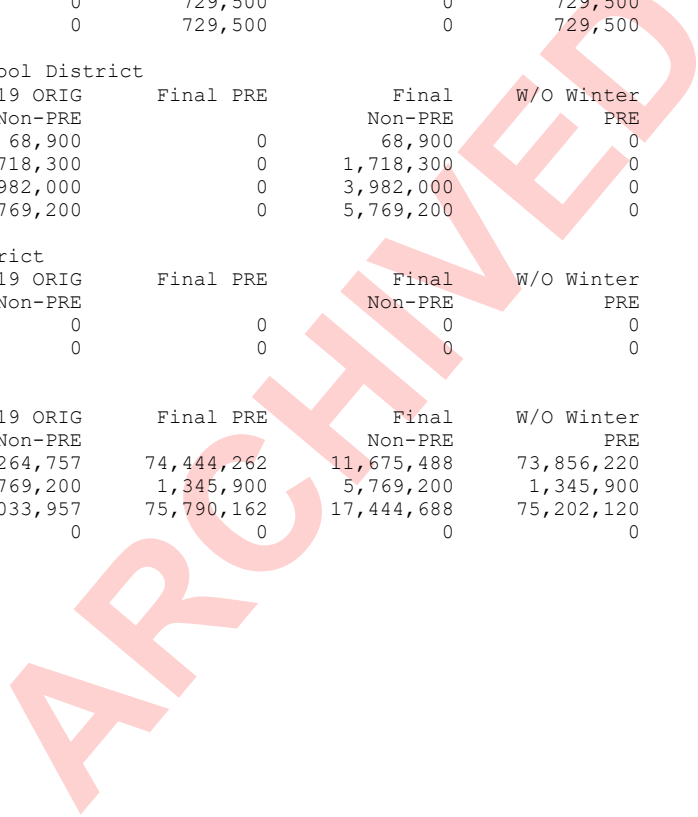 0 729,500 0 729,500
0 729,500 0 729,500
ool District
19 ORIG Final PRE Final W/O Winter
Non-PRE Non-PRE PRE
68,900 0 68,900 0
718,300 0 1,718,300 0
982,000 0 3,982,000 0
769,200 0 5,769,200 0
rict
19 ORIG Final PRE Final W/O Winter
Non-PRE Non-PRE PRE
0 0 0 0
0 0 0 0
19 ORIG Final PRE Final W/O Winter
Non-PRE Non-PRE PRE
264,757 74,444,262 11,675,488 73,856,220
769,200 1,345,900 5,769,200 1,345,900
033,957 75,790,162 17,444,688 75,202,120
0 0 0 0
ARCHIVED